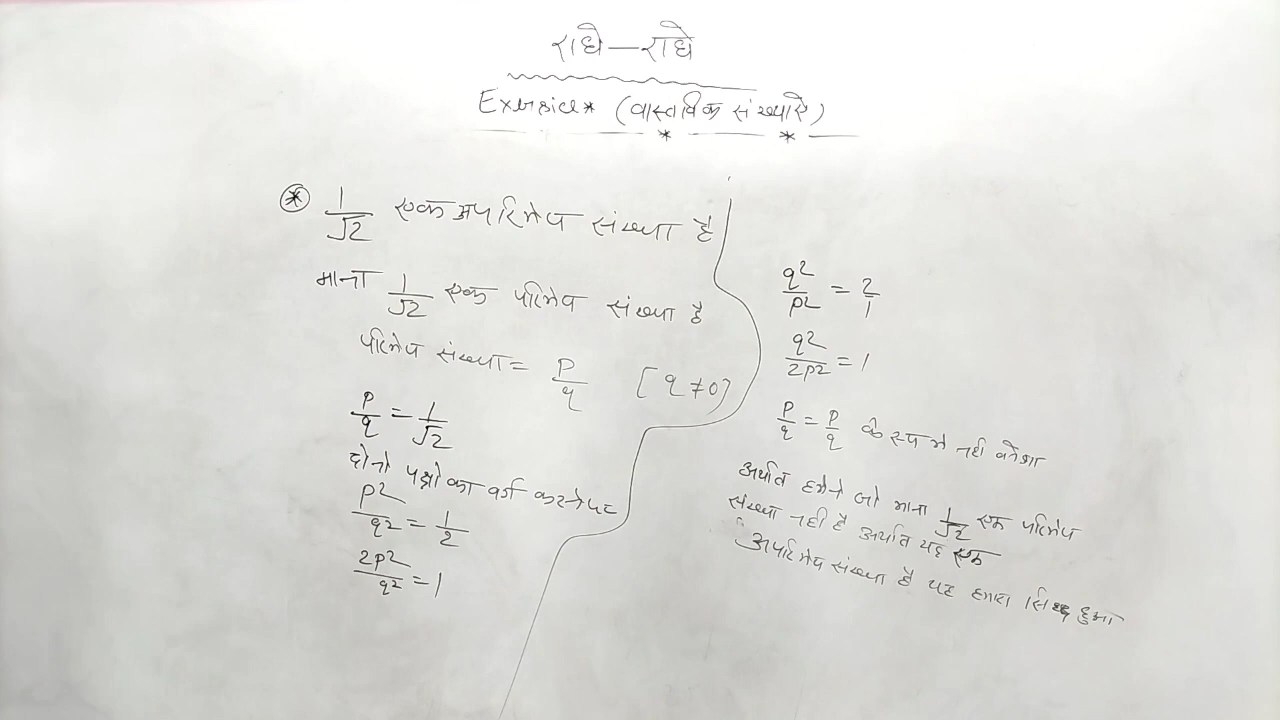 राधे—राधे
Exersice* (वास्तविक संख्याऐ)
* *
* 1/√2 एक अपरिमेय संख्या है
माना 1/√2 एक परिमेय संख्या है
परिमेय संख्या = P/q [q ≠ 0]
P/q = 1/√2
दोनो पक्षो का वर्ग करने पर
P²/q² = 1/2
2P²/q² = 1
q²/P² = 2/1
q²/2P² = 1
P/q = P/q के रूप मे नही बनेगा
अर्थात हमने जो माना 1/√2 एक परिमेय
संख्या नही है अर्थात यह एक
अपरिमेय संख्या है यह हमारा सिद्ध हुआ